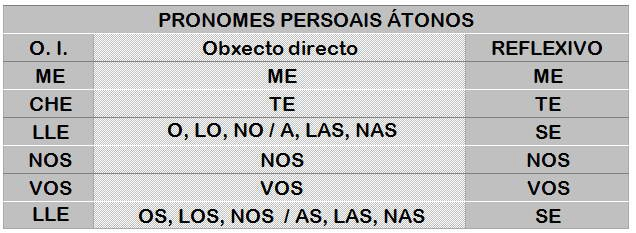 PRONOMES PERSOAIS ÁTONOS
O. I. Obxecto directo REFLEXIVO
ME ME ME
CHE TE TE
LLE O, LO, NO / A, LAS, NAS SE
NOS NOS NOS
VOS VOS VOS
LLE OS, LOS, NOS / AS, LAS, NAS SE